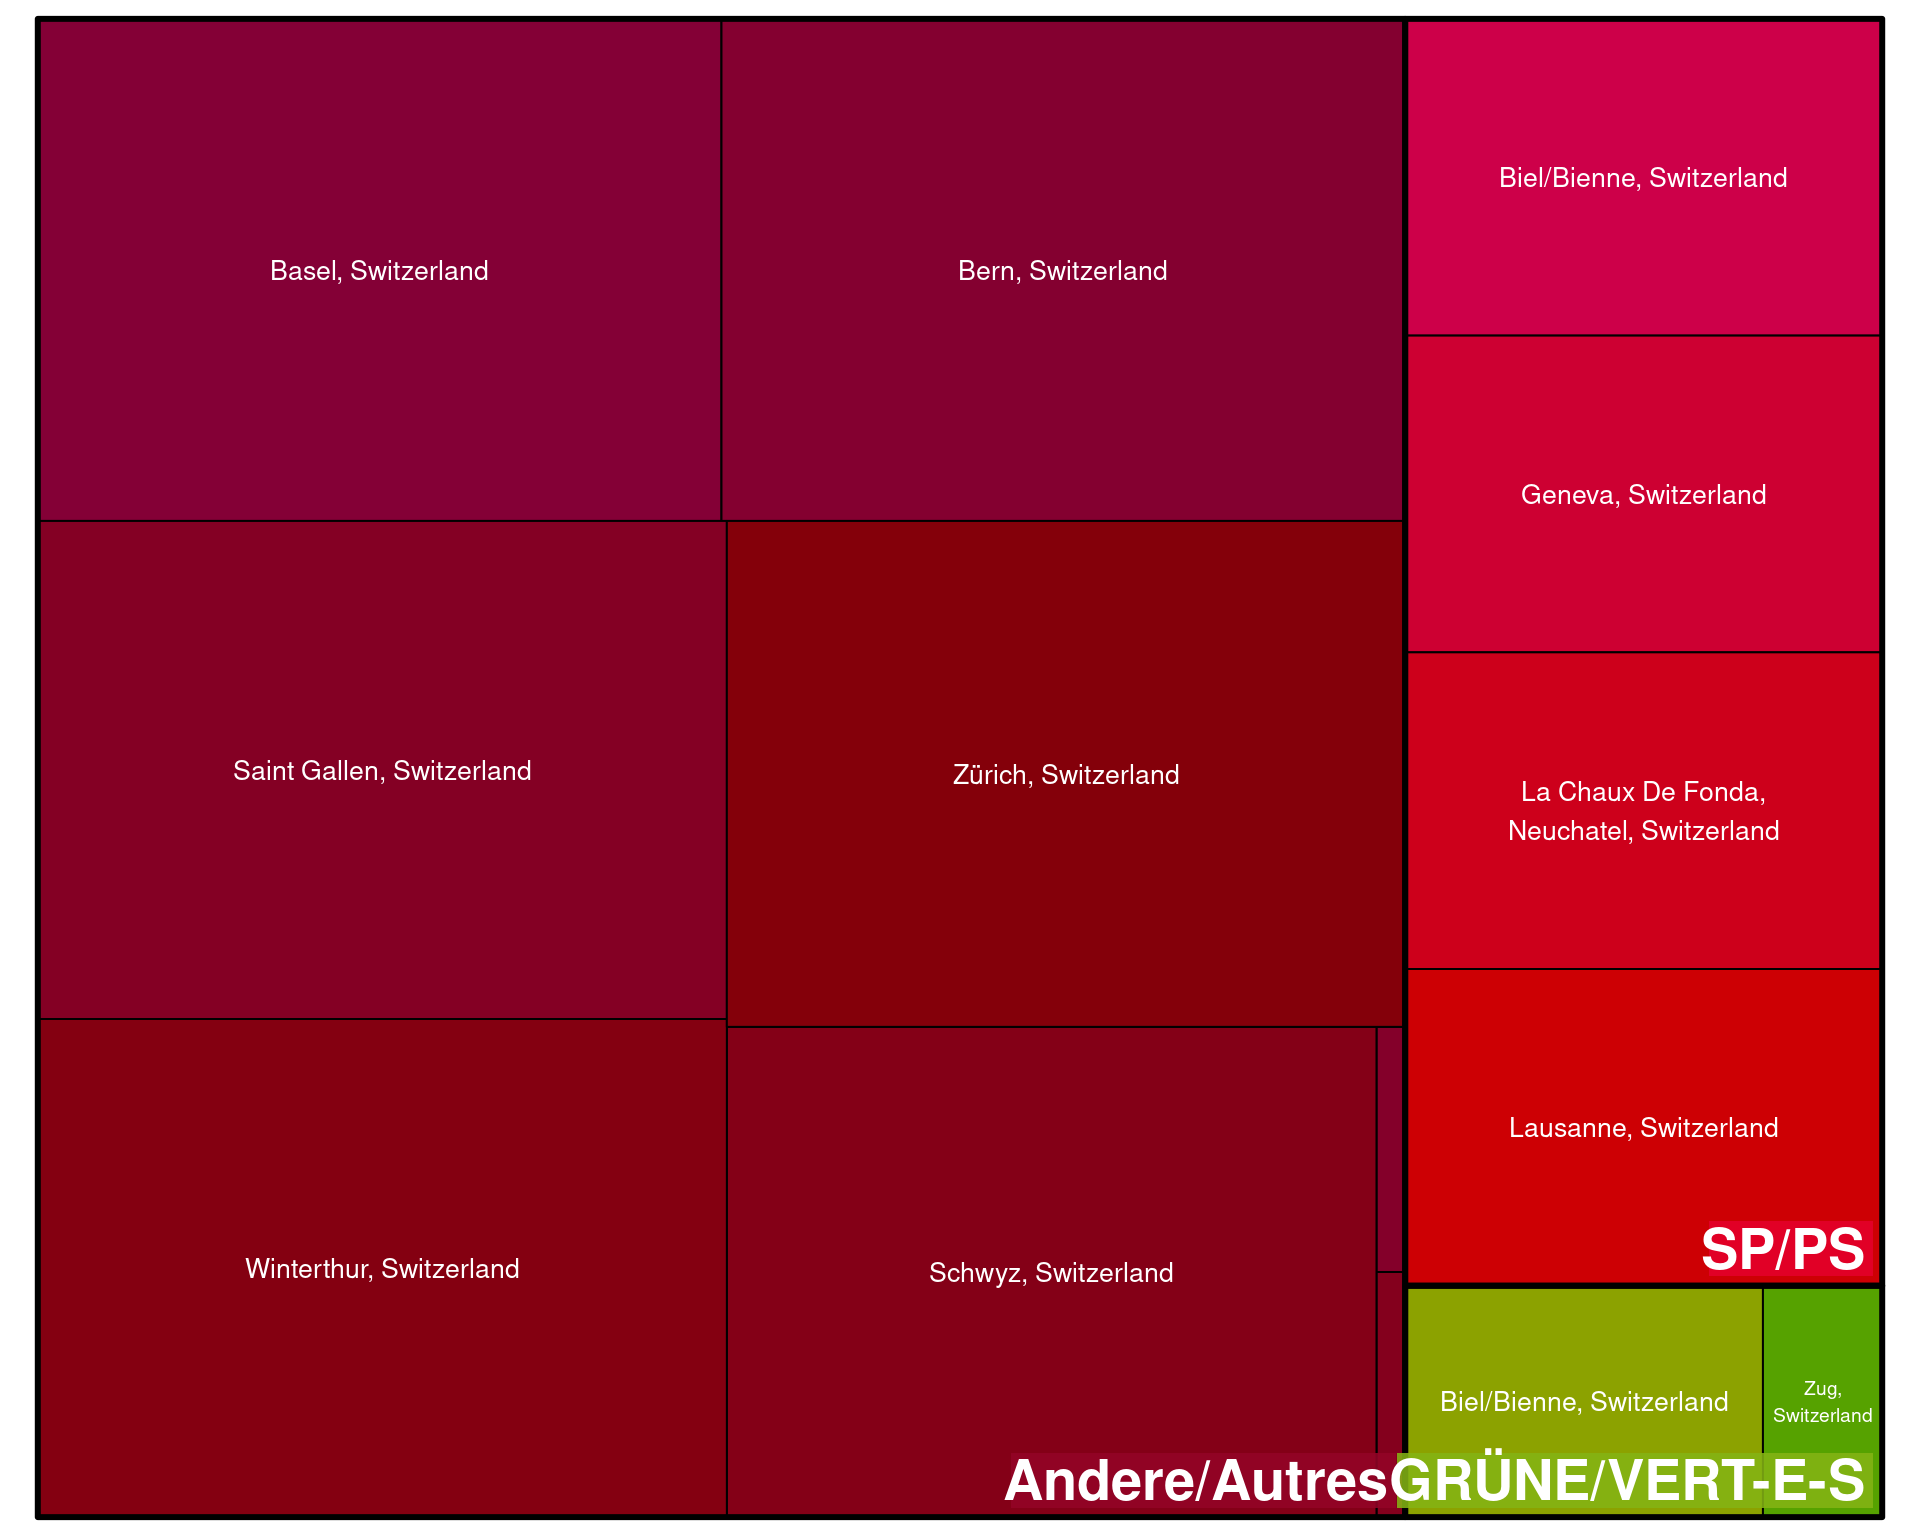 Basel, Switzerland
Bern, Switzerland
Biel/Bienne, Switzerland
Geneva, Switzerland
Saint Gallen, Switzerland
Zürich, Switzerland
La Chaux De Fonda,
Neuchatel, Switzerland
Lausanne, Switzerland
SP/PS
Winterthur, Switzerland
Schwyz, Switzerland
Biel/Bienne, Switzerland
Zug,
Switzerland
Andere/Autres
GRÜNE/VERT-E-S